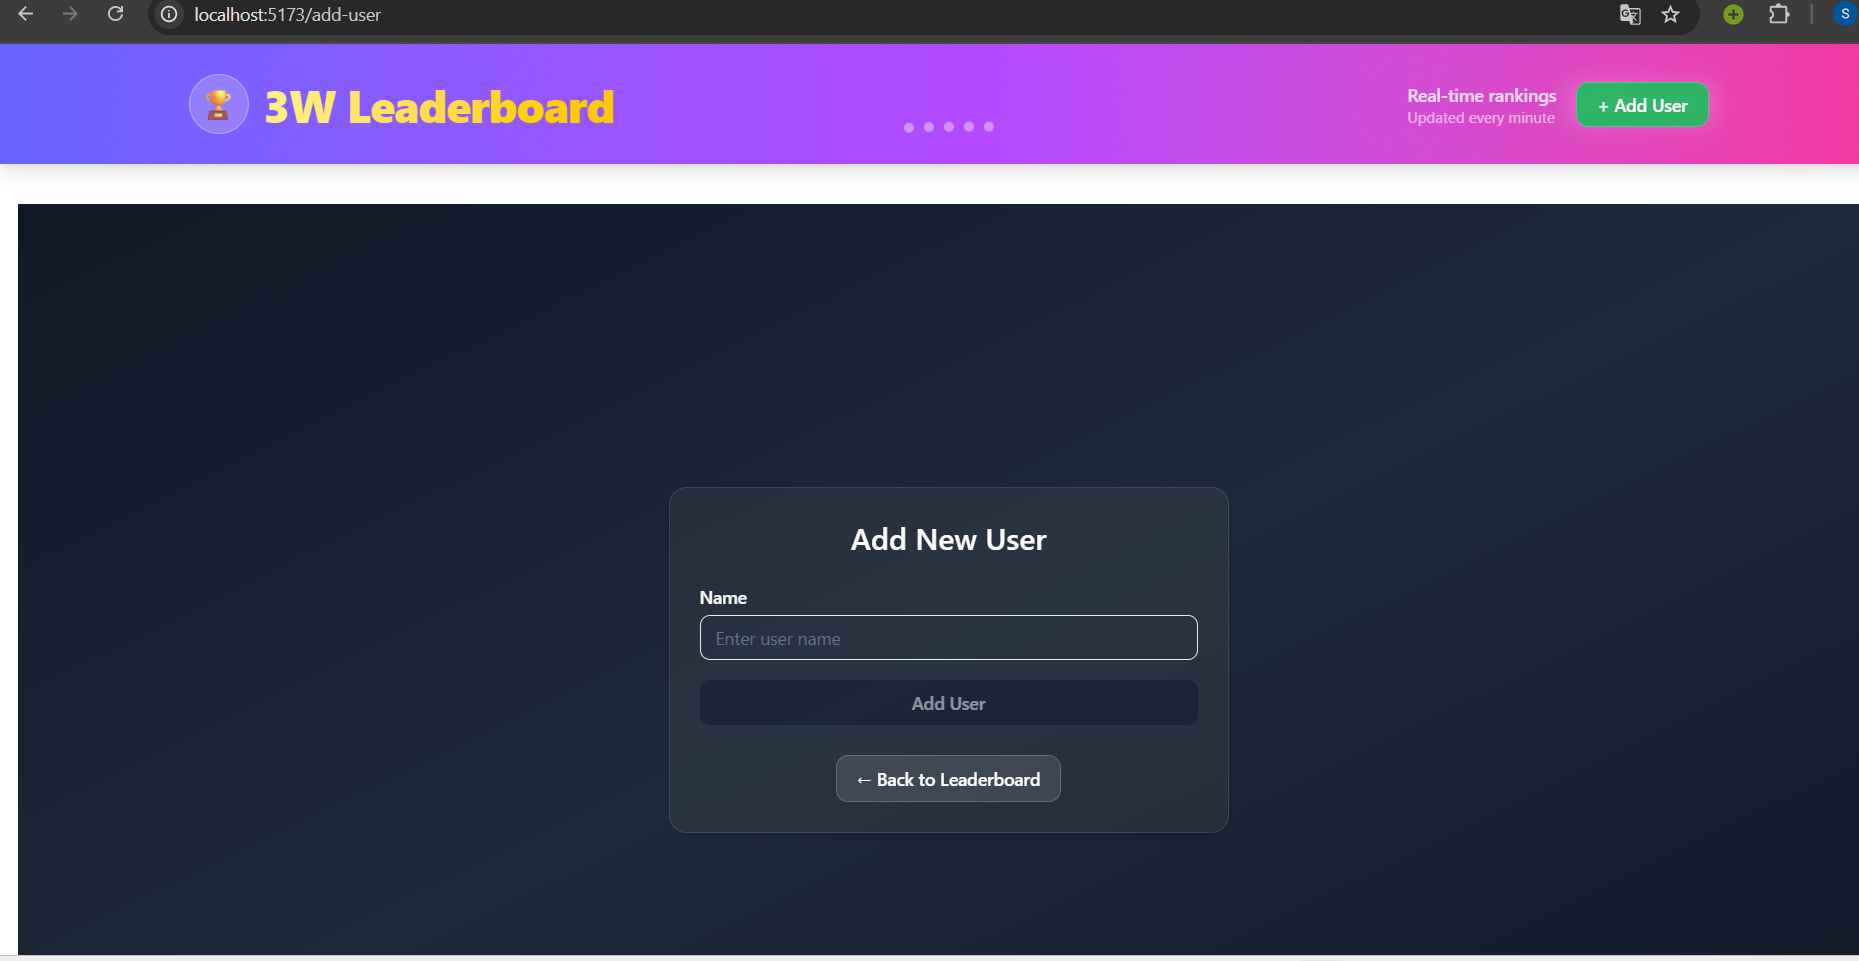 localhost:5173/add-user
S
3W Leaderboard
Real-time rankings
Updated every minute
+ Add User
Add New User
Name
Enter user name
Add User
← Back to Leaderboard